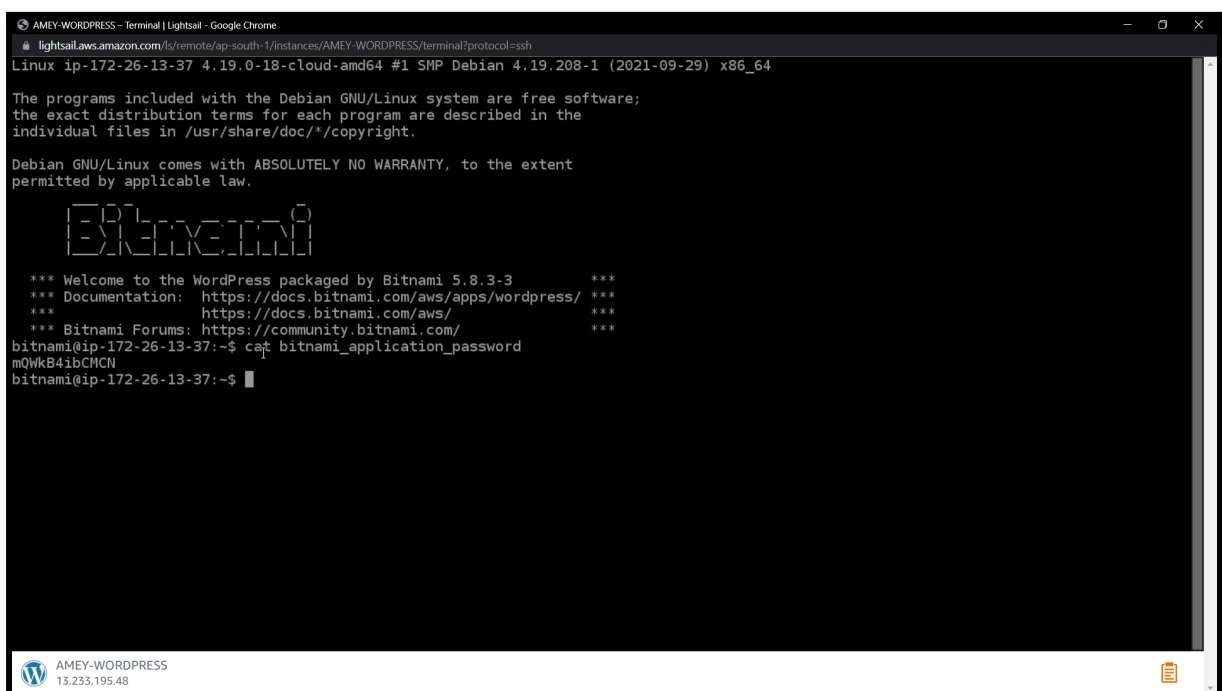 AMEY-WORDPRESS – Terminal | Lightsail - Google Chrome
lightsail.aws.amazon.com/ls/remote/ap-south-1/instances/AMEY-WORDPRESS/terminal?protocol=ssh
Linux ip-172-26-13-37 4.19.0-18-cloud-amd64 #1 SMP Debian 4.19.208-1 (2021-09-29) x86_64
The programs included with the Debian GNU/Linux system are free software;
the exact distribution terms for each program are described in the
individual files in /usr/share/doc/*/copyright.
Debian GNU/Linux comes with ABSOLUTELY NO WARRANTY, to the extent
permitted by applicable law.
Bitnami
*** Welcome to the WordPress packaged by Bitnami 5.8.3-3 ***
*** Documentation: https://docs.bitnami.com/aws/apps/wordpress/ ***
*** https://docs.bitnami.com/aws/ ***
*** Bitnami Forums: https://community.bitnami.com/ ***
bitnami@ip-172-26-13-37:~$ cat bitnami_application_password
mQWkB4ibCMCN
bitnami@ip-172-26-13-37:~$
AMEY-WORDPRESS
13.233.195.48